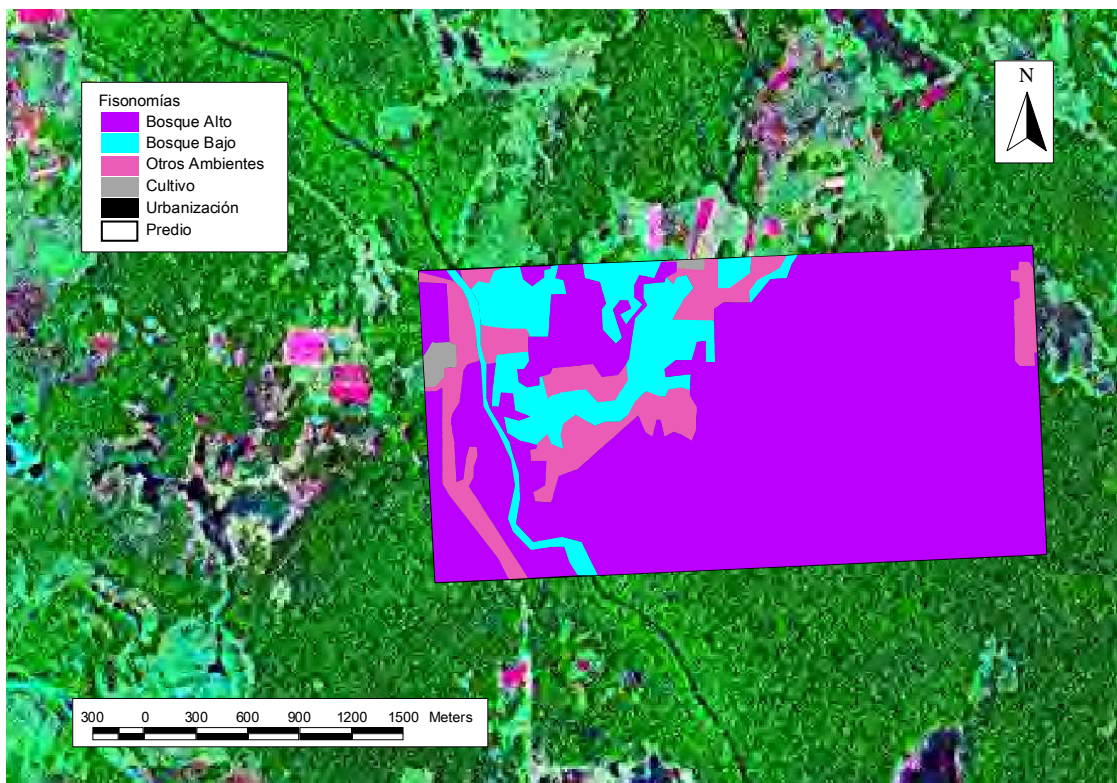 Fisonomías
Bosque Alto
Bosque Bajo
Otros Ambientes
Cultivo
Urbanización
Predio
N
300 0 300 600 900 1200 1500 Meters